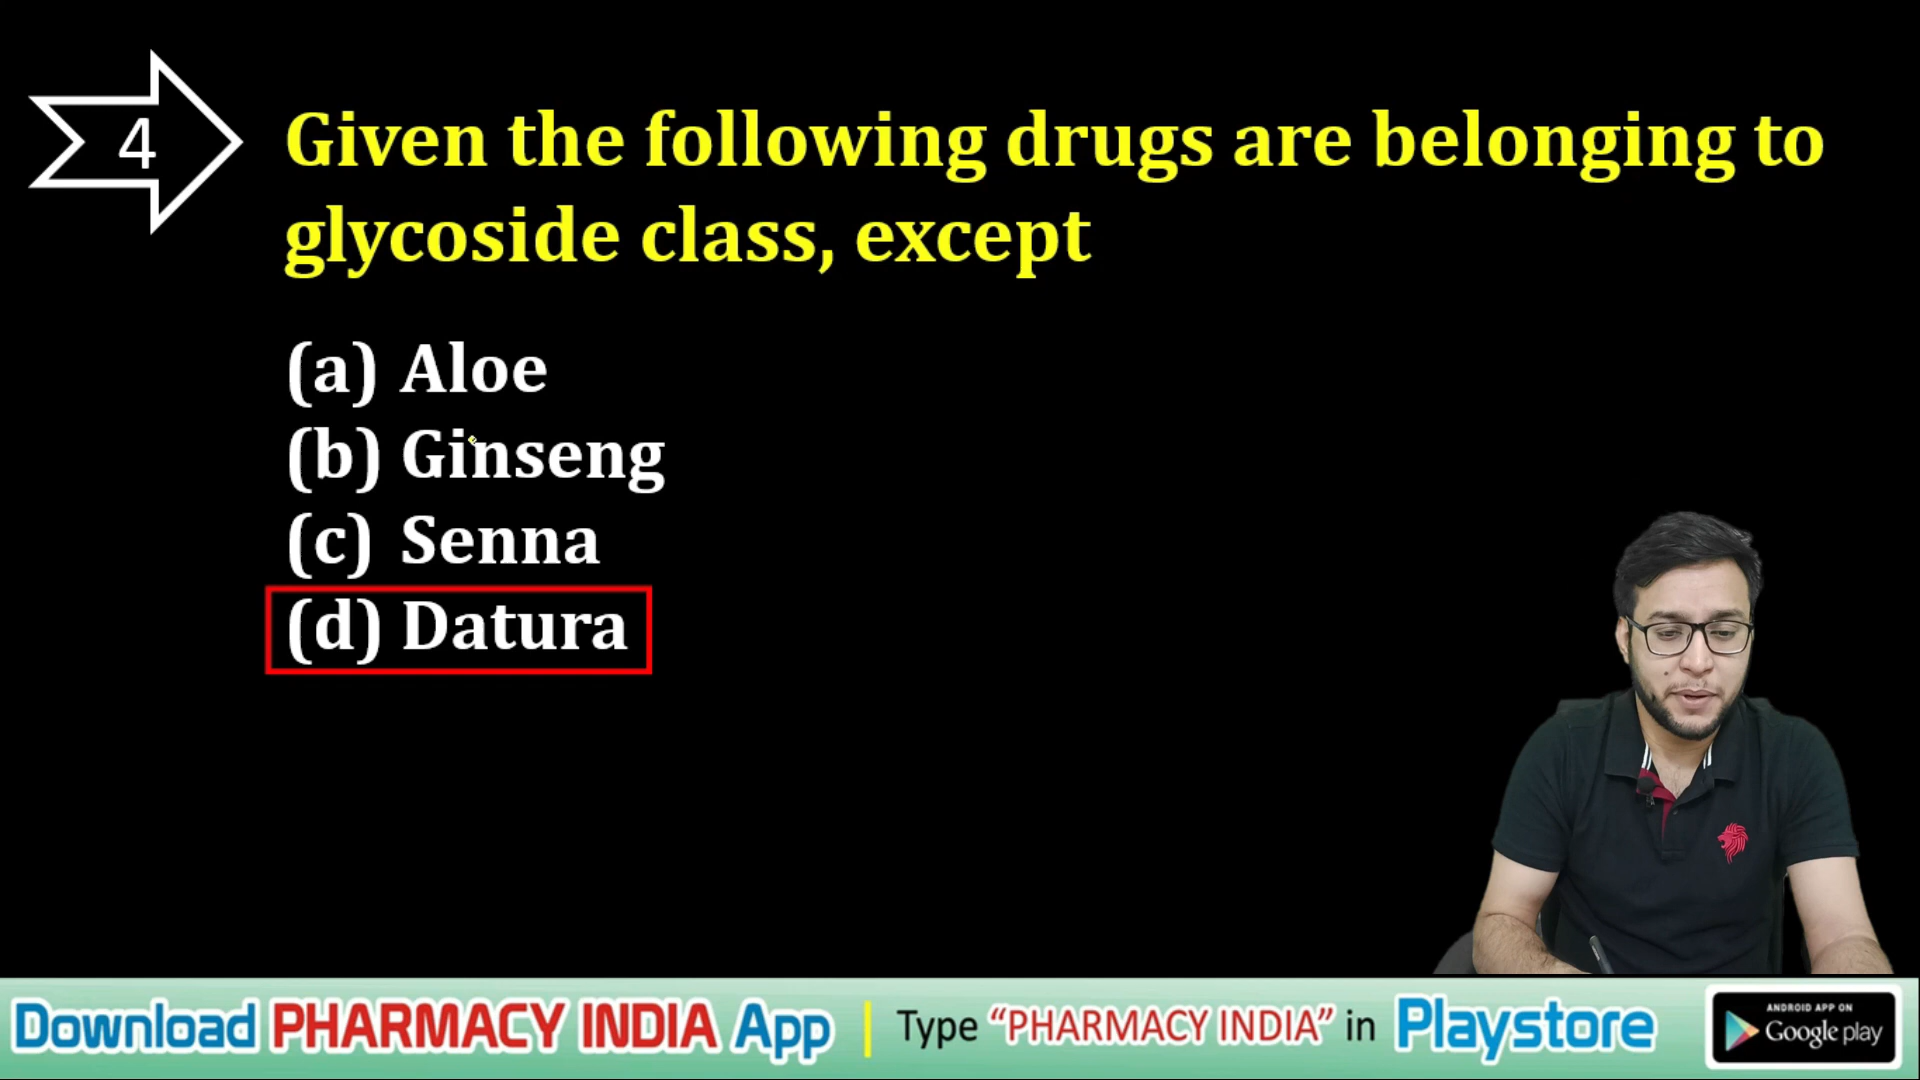 4
Given the following drugs are belonging to
glycoside class, except
(a) Aloe
(b) Ginseng
(c) Senna
(d) Datura
Download PHARMACY INDIA App | Type “PHARMACY INDIA” in Playstore
ANDROID APP ON
Google play